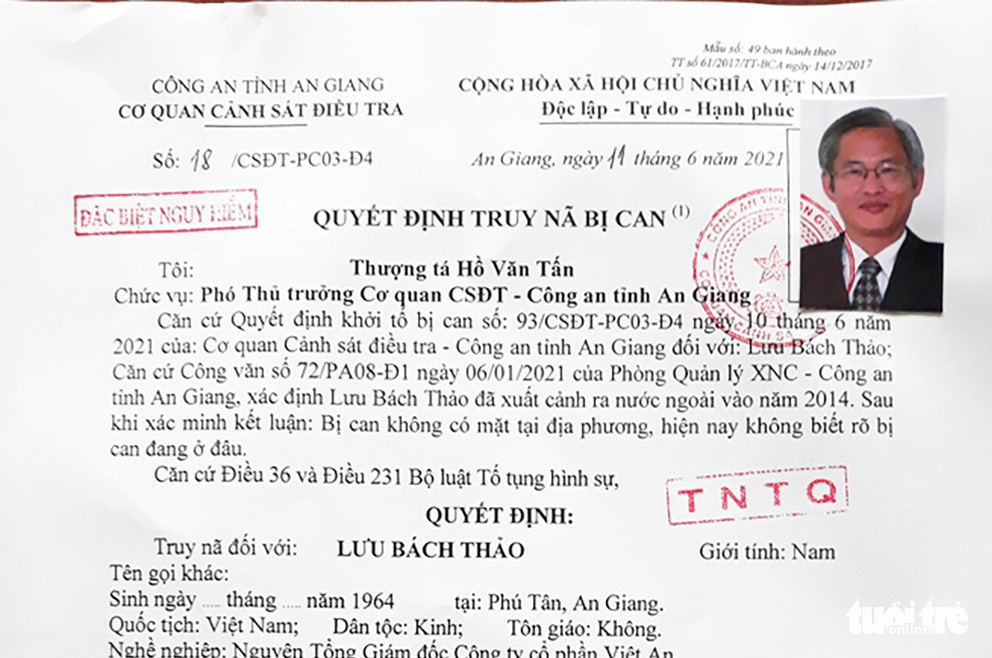 Mẫu số: 49 ban hành theo
TT số 61/2017/TT-BCA ngày 14/12/2017
CÔNG AN TỈNH AN GIANG
CƠ QUAN CẢNH SÁT ĐIỀU TRA
CỘNG HÒA XÃ HỘI CHỦ NGHĨA VIỆT NAM
Độc lập - Tự do - Hạnh phúc
Số: 18 /CSĐT-PC03-Đ4
An Giang, ngày 11 tháng 6 năm 2021
ĐẶC BIỆT NGUY HIỂM
QUYẾT ĐỊNH TRUY NÃ BỊ CAN (1)
Tôi: Thượng tá Hồ Văn Tấn
Chức vụ: Phó Thủ trưởng Cơ quan CSĐT - Công an tỉnh An Giang
Căn cứ Quyết định khởi tố bị can số: 93/CSĐT-PC03-Đ4 ngày 10 tháng 6 năm
2021 của: Cơ quan Cảnh sát điều tra - Công an tỉnh An Giang đối với: Lưu Bách Thảo;
Căn cứ Công văn số 72/PA08-Đ1 ngày 06/01/2021 của Phòng Quản lý XNC - Công an
tỉnh An Giang, xác định Lưu Bách Thảo đã xuất cảnh ra nước ngoài vào năm 2014. Sau
khi xác minh kết luận: Bị can không có mặt tại địa phương, hiện nay không biết rõ bị
can đang ở đâu.
Căn cứ Điều 36 và Điều 231 Bộ luật Tố tụng hình sự,
TNTQ
QUYẾT ĐỊNH:
Truy nã đối với: LƯU BÁCH THẢO Giới tính: Nam
Tên gọi khác:
Sinh ngày ..... tháng ..... năm 1964 tại: Phú Tân, An Giang.
Quốc tịch: Việt Nam; Dân tộc: Kinh; Tôn giáo: Không.
Nghề nghiệp: Nguyên Tổng Giám đốc Công ty cổ phần Việt An
tuổi trẻ
online